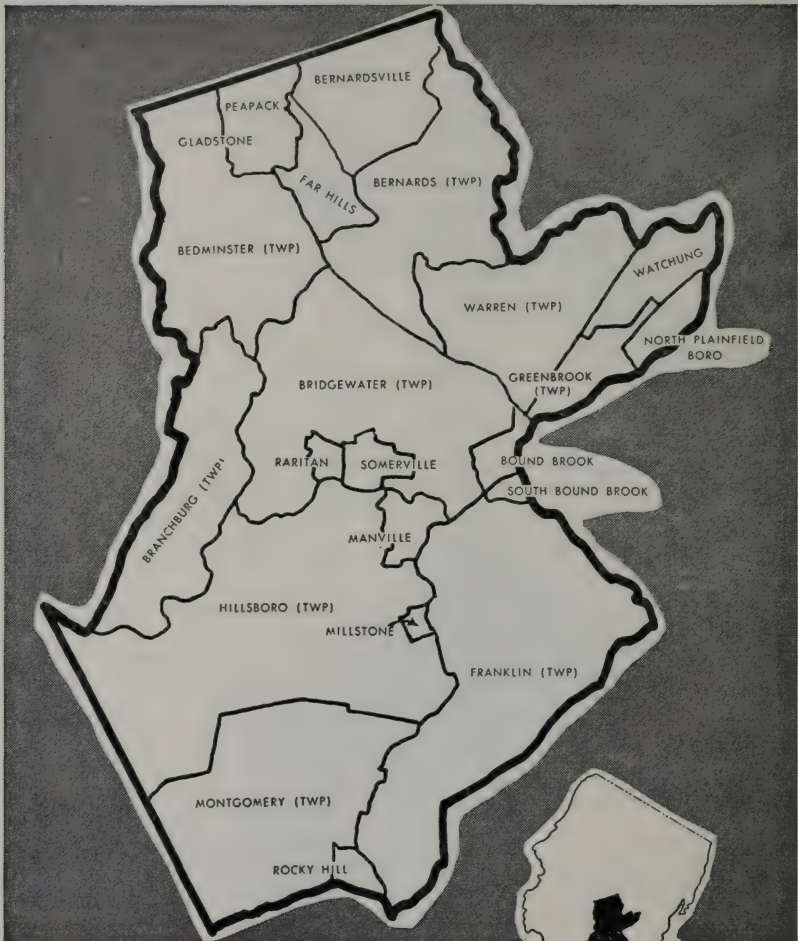 BERNARDSVILLE
PEAPACK
GLADSTONE
FAR HILLS
BERNARDS (TWP)
BEDMINSTER (TWP)
WATCHUNG
WARREN (TWP)
NORTH PLAINFIELD
BORO
GREENBROOK
(TWP)
BRIDGEWATER (TWP)
RARITAN
SOMERVILLE
BOUND BROOK
SOUTH BOUND BROOK
BRANCHBURG (TWP)
MANVILLE
HILLSBORO (TWP)
MILLSTONE
FRANKLIN (TWP)
MONTGOMERY (TWP)
ROCKY HILL